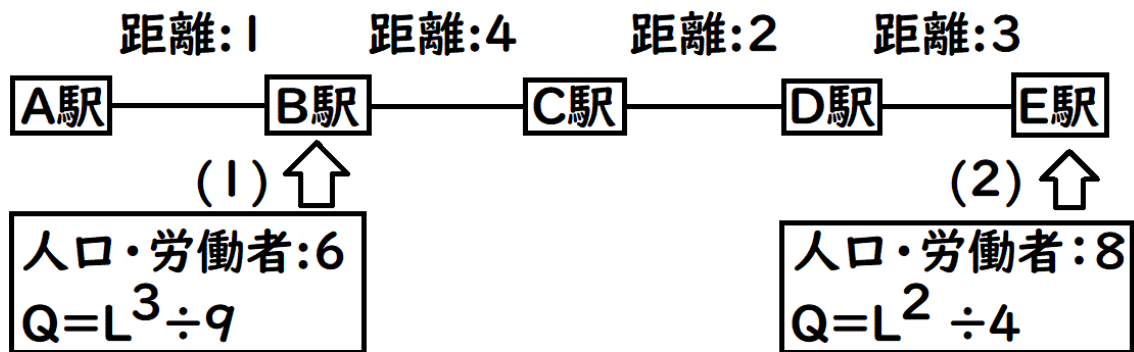 距離:1 距離:4 距離:2 距離:3
A駅 B駅 C駅 D駅 E駅
(1) (2)
人口・労働者:6
Q=L³÷9
人口・労働者:8
Q=L² ÷4